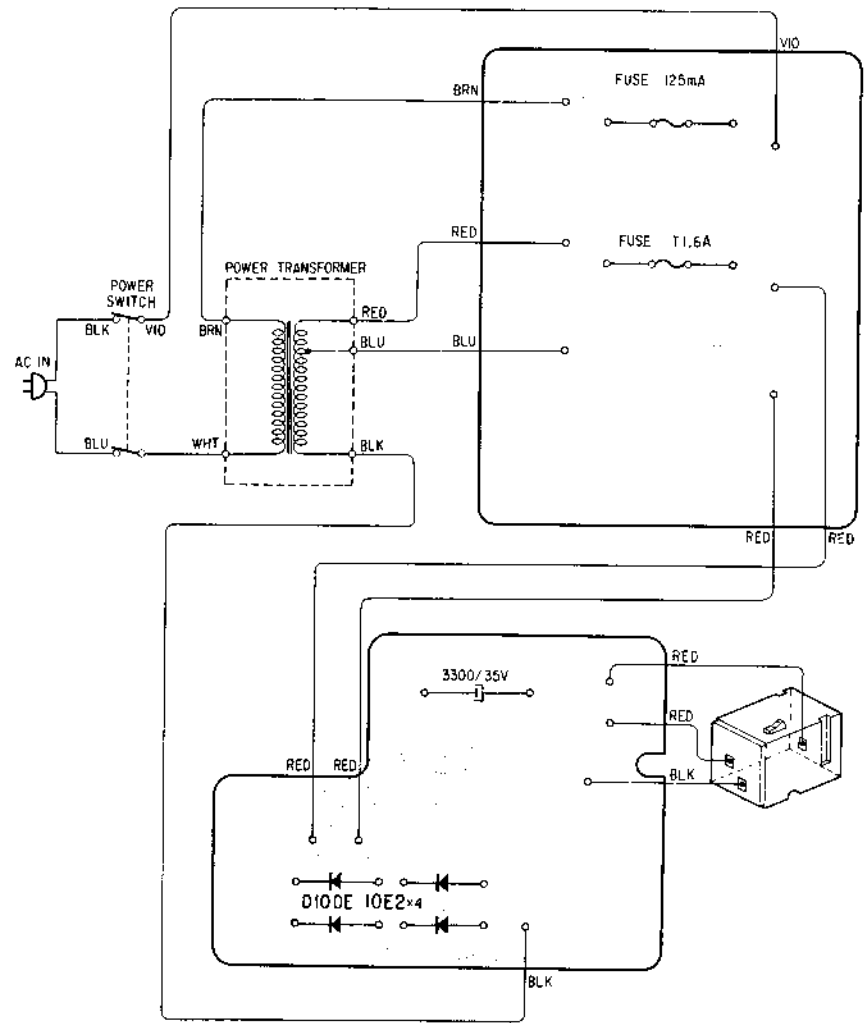 VIO
FUSE 125mA
BRN
RED
FUSE T1.6A
POWER TRANSFORMER
POWER
SWITCH
BLK
VIO
BRN
RED
BLU
BLU
AC IN
BLU
WHT
BLK
RED
RED
RED
3300/35V
RED
RED
RED
BLK
DIODE 10E2×4
BLK